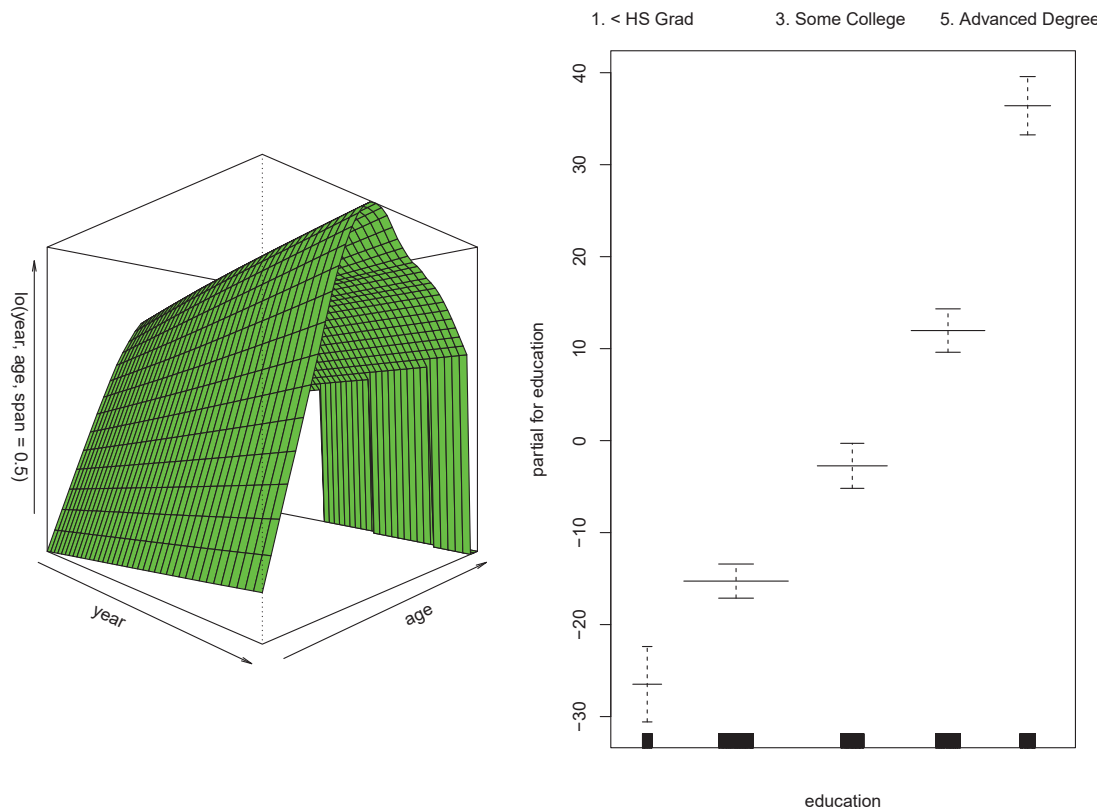 lo(year, age, span = 0.5)
year
age
1. < HS Grad
3. Some College
5. Advanced Degree
partial for education
40
30
20
10
0
−10
−20
−30
education